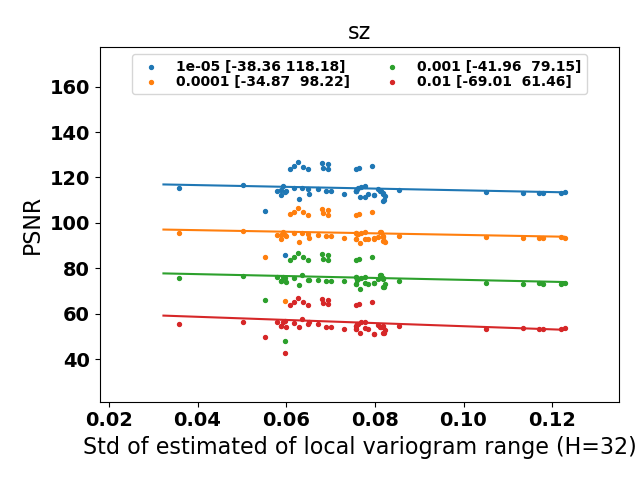 sz
1e-05 [-38.36 118.18]
0.0001 [-34.87  98.22]
0.001 [-41.96  79.15]
0.01 [-69.01  61.46]
PSNR
160
140
120
100
80
60
40
0.02 0.04 0.06 0.08 0.10 0.12
Std of estimated of local variogram range (H=32)